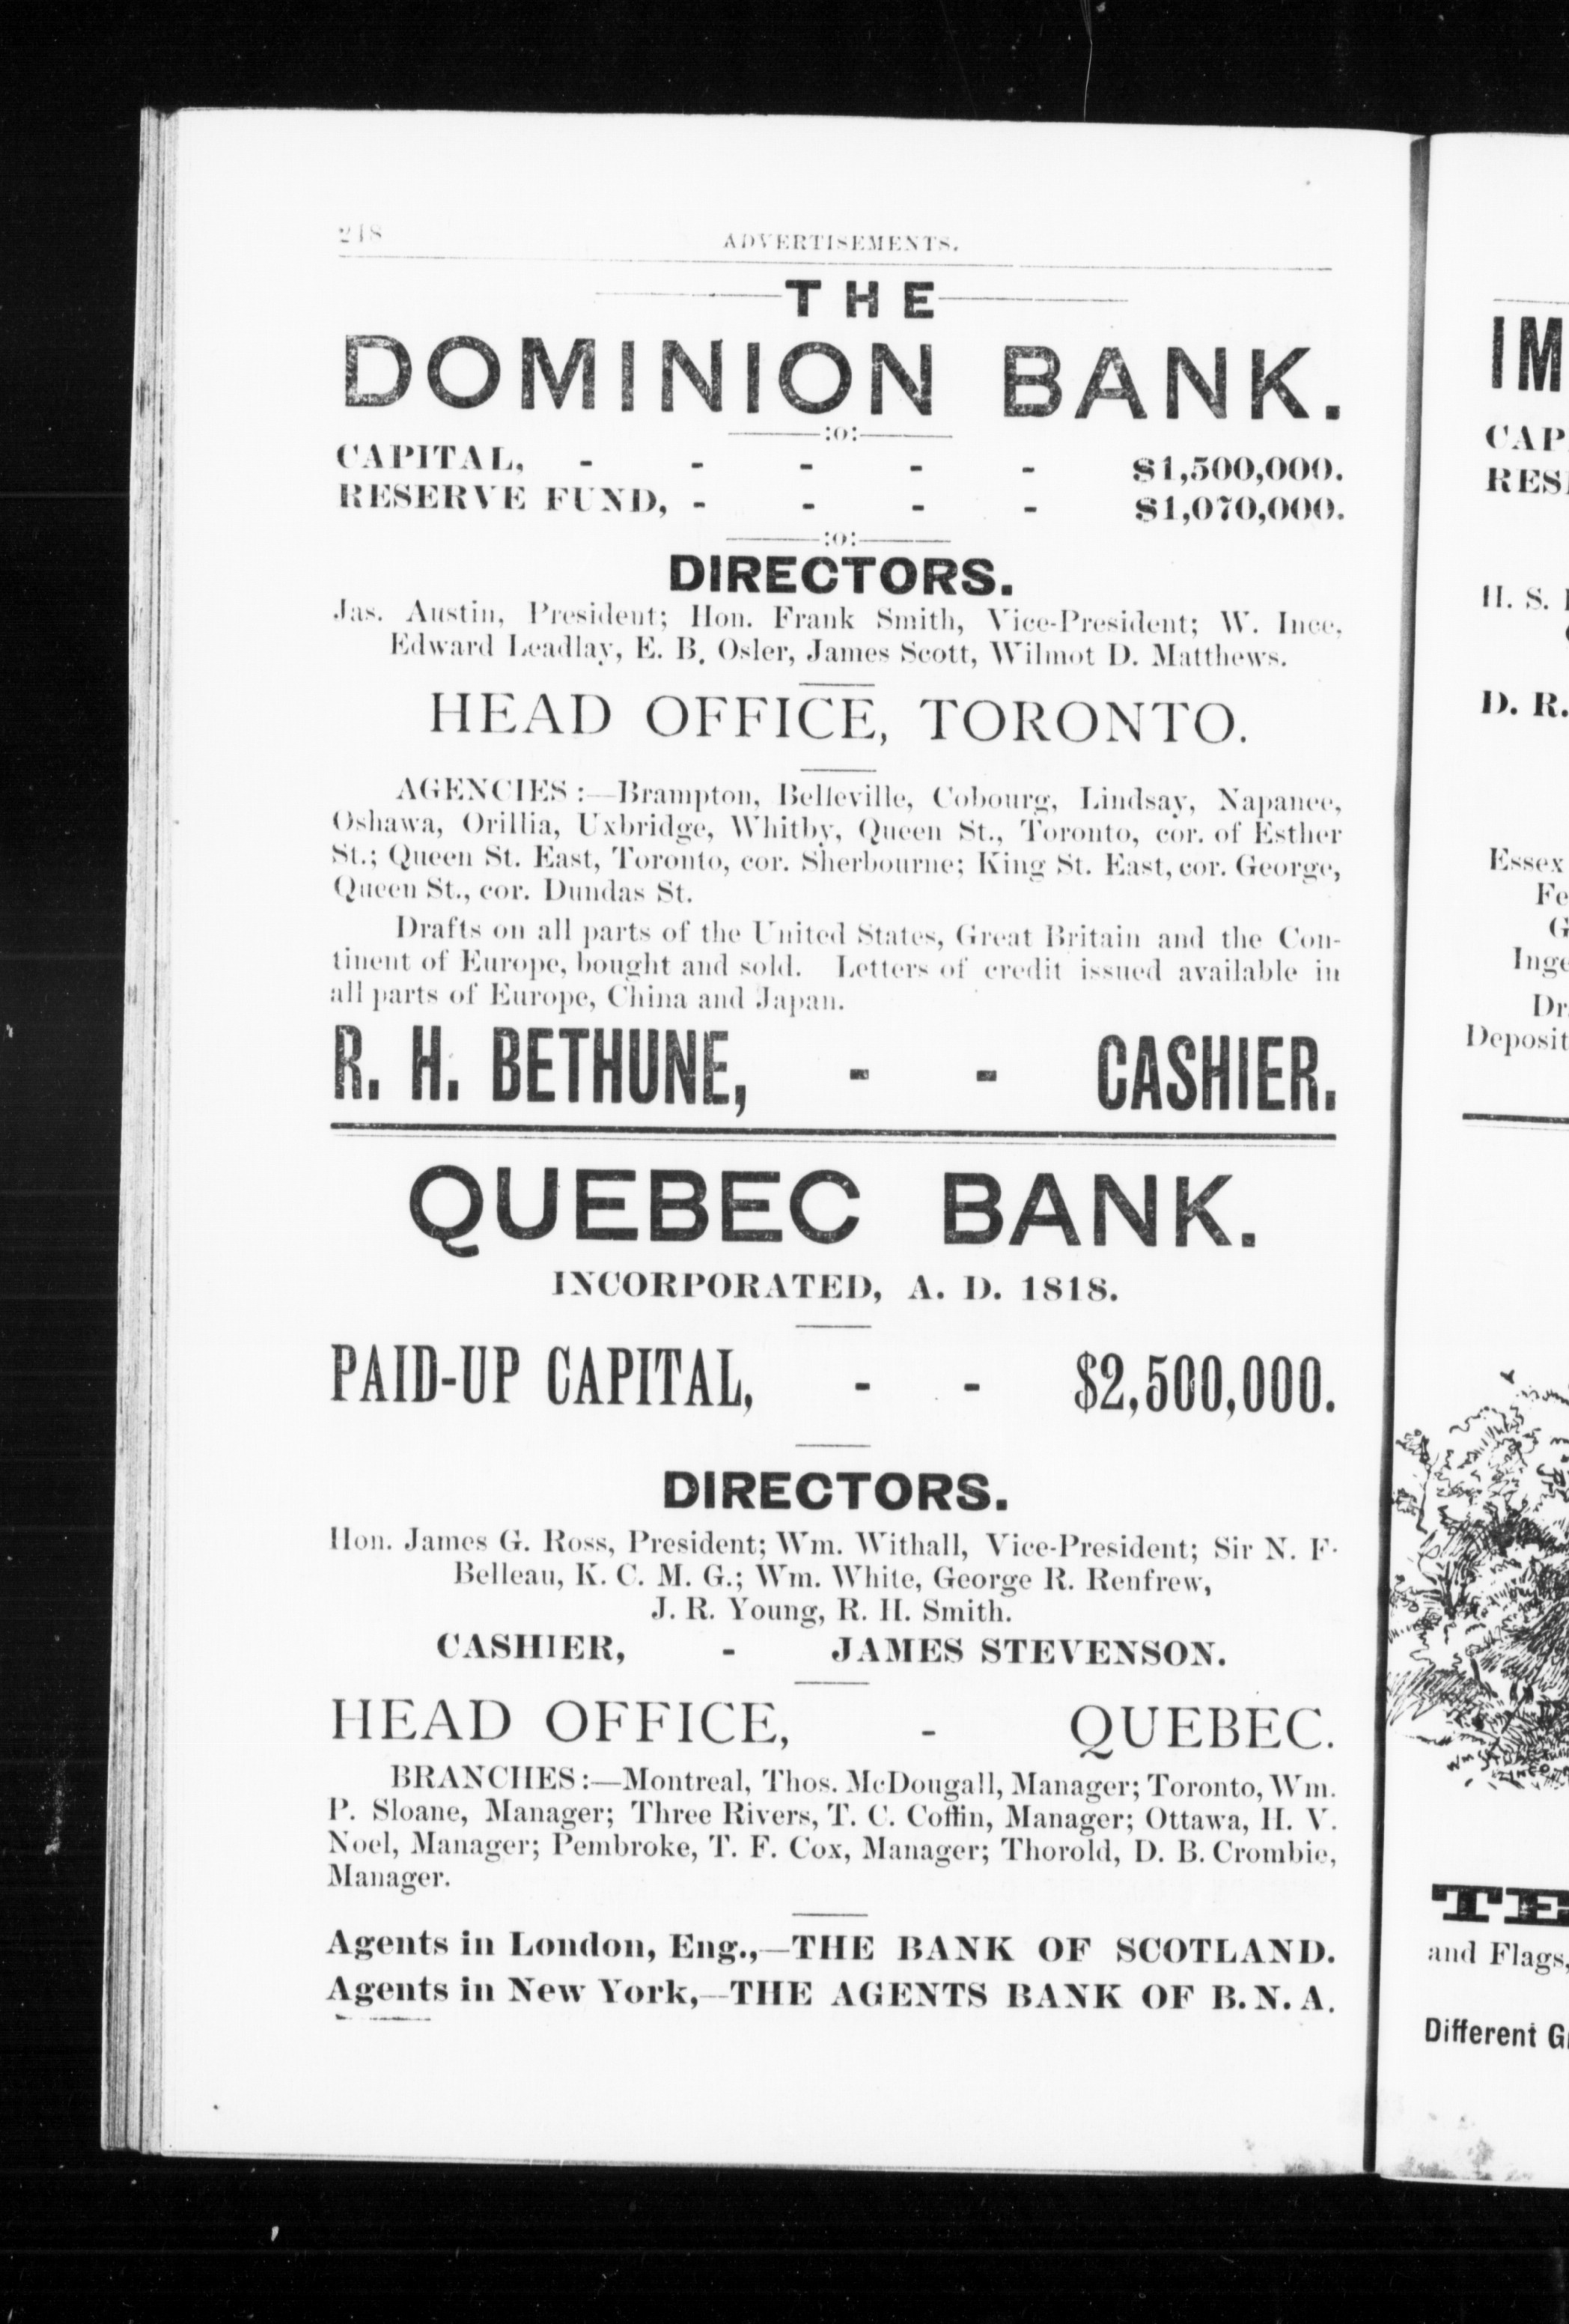 248
ADVERTISEMENTS.
THE
DOMINION BANK.
:o:
CAPITAL, - - - - - $1,500,000.
RESERVE FUND, - - - - $1,070,000.
:o:
DIRECTORS.
Jas. Austin, President; Hon. Frank Smith, Vice-President; W. Ince,
Edward Leadlay, E. B. Osler, James Scott, Wilmot D. Matthews.
HEAD OFFICE, TORONTO.
AGENCIES :—Brampton, Belleville, Cobourg, Lindsay, Napanee,
Oshawa, Orillia, Uxbridge, Whitby, Queen St., Toronto, cor. of Esther
St.; Queen St. East, Toronto, cor. Sherbourne; King St. East, cor. George,
Queen St., cor. Dundas St.
Drafts on all parts of the United States, Great Britain and the Con-
tinent of Europe, bought and sold. Letters of credit issued available in
all parts of Europe, China and Japan.
R. H. BETHUNE, - - CASHIER.
QUEBEC BANK.
INCORPORATED, A. D. 1818.
PAID-UP CAPITAL, - - $2,500,000.
DIRECTORS.
Hon. James G. Ross, President; Wm. Withall, Vice-President; Sir N. F.
Belleau, K. C. M. G.; Wm. White, George R. Renfrew,
J. R. Young, R. H. Smith.
CASHIER, - JAMES STEVENSON.
HEAD OFFICE, - QUEBEC.
BRANCHES :—Montreal, Thos. McDougall, Manager; Toronto, Wm.
P. Sloane, Manager; Three Rivers, T. C. Coffin, Manager; Ottawa, H. V.
Noel, Manager; Pembroke, T. F. Cox, Manager; Thorold, D. B. Crombie,
Manager.
Agents in London, Eng.,—THE BANK OF SCOTLAND.
Agents in New York,—THE AGENTS BANK OF B. N. A.
IM
CAP
RES
H. S.
D. R.
Essex
Fe
G
Inge
Dr
Deposit
TE
and Flags,
Different G